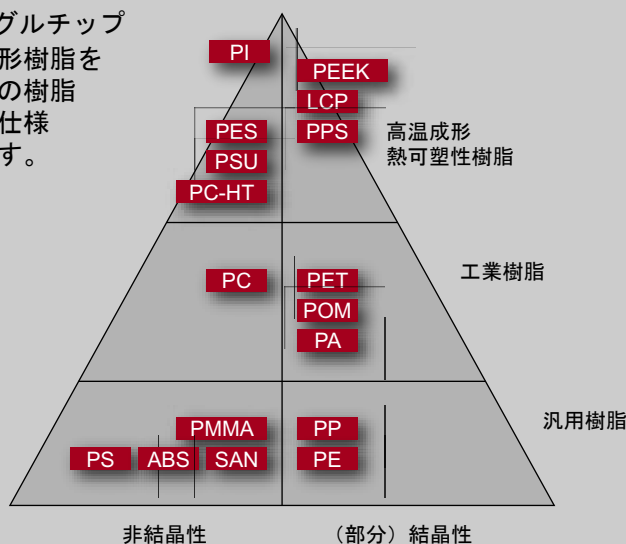 グルチップ
形樹脂を
の樹脂
仕様
す。
PI
PEEK
LCP
PES
PPS
高温成形
熱可塑性樹脂
PSU
PC-HT
工業樹脂
PC
PET
POM
PA
汎用樹脂
PMMA
PP
PS ABS SAN
PE
非結晶性
（部分）結晶性